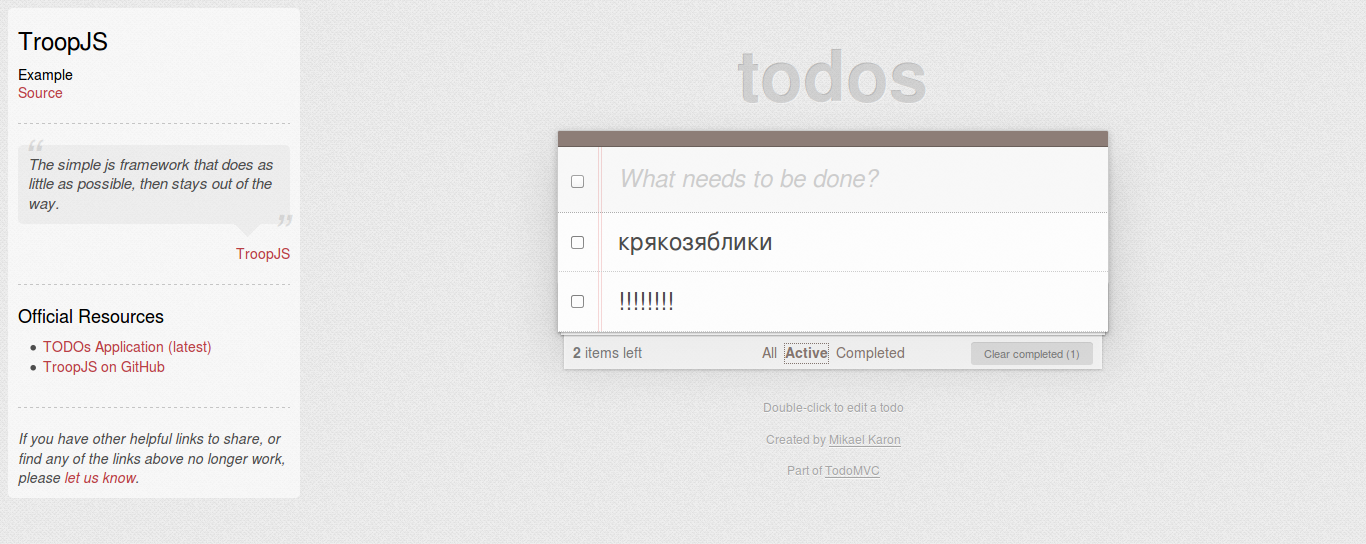 TroopJS
Example
Source
“
The simple js framework that does as
little as possible, then stays out of the
way.
”
TroopJS
Official Resources
• TODOs Application (latest)
• TroopJS on GitHub
If you have other helpful links to share, or
find any of the links above no longer work,
please let us know.
todos
What needs to be done?
крякозяблики
!!!!!!!!
2 items left All Active Completed Clear completed (1)
Double-click to edit a todo
Created by Mikael Karon
Part of TodoMVC